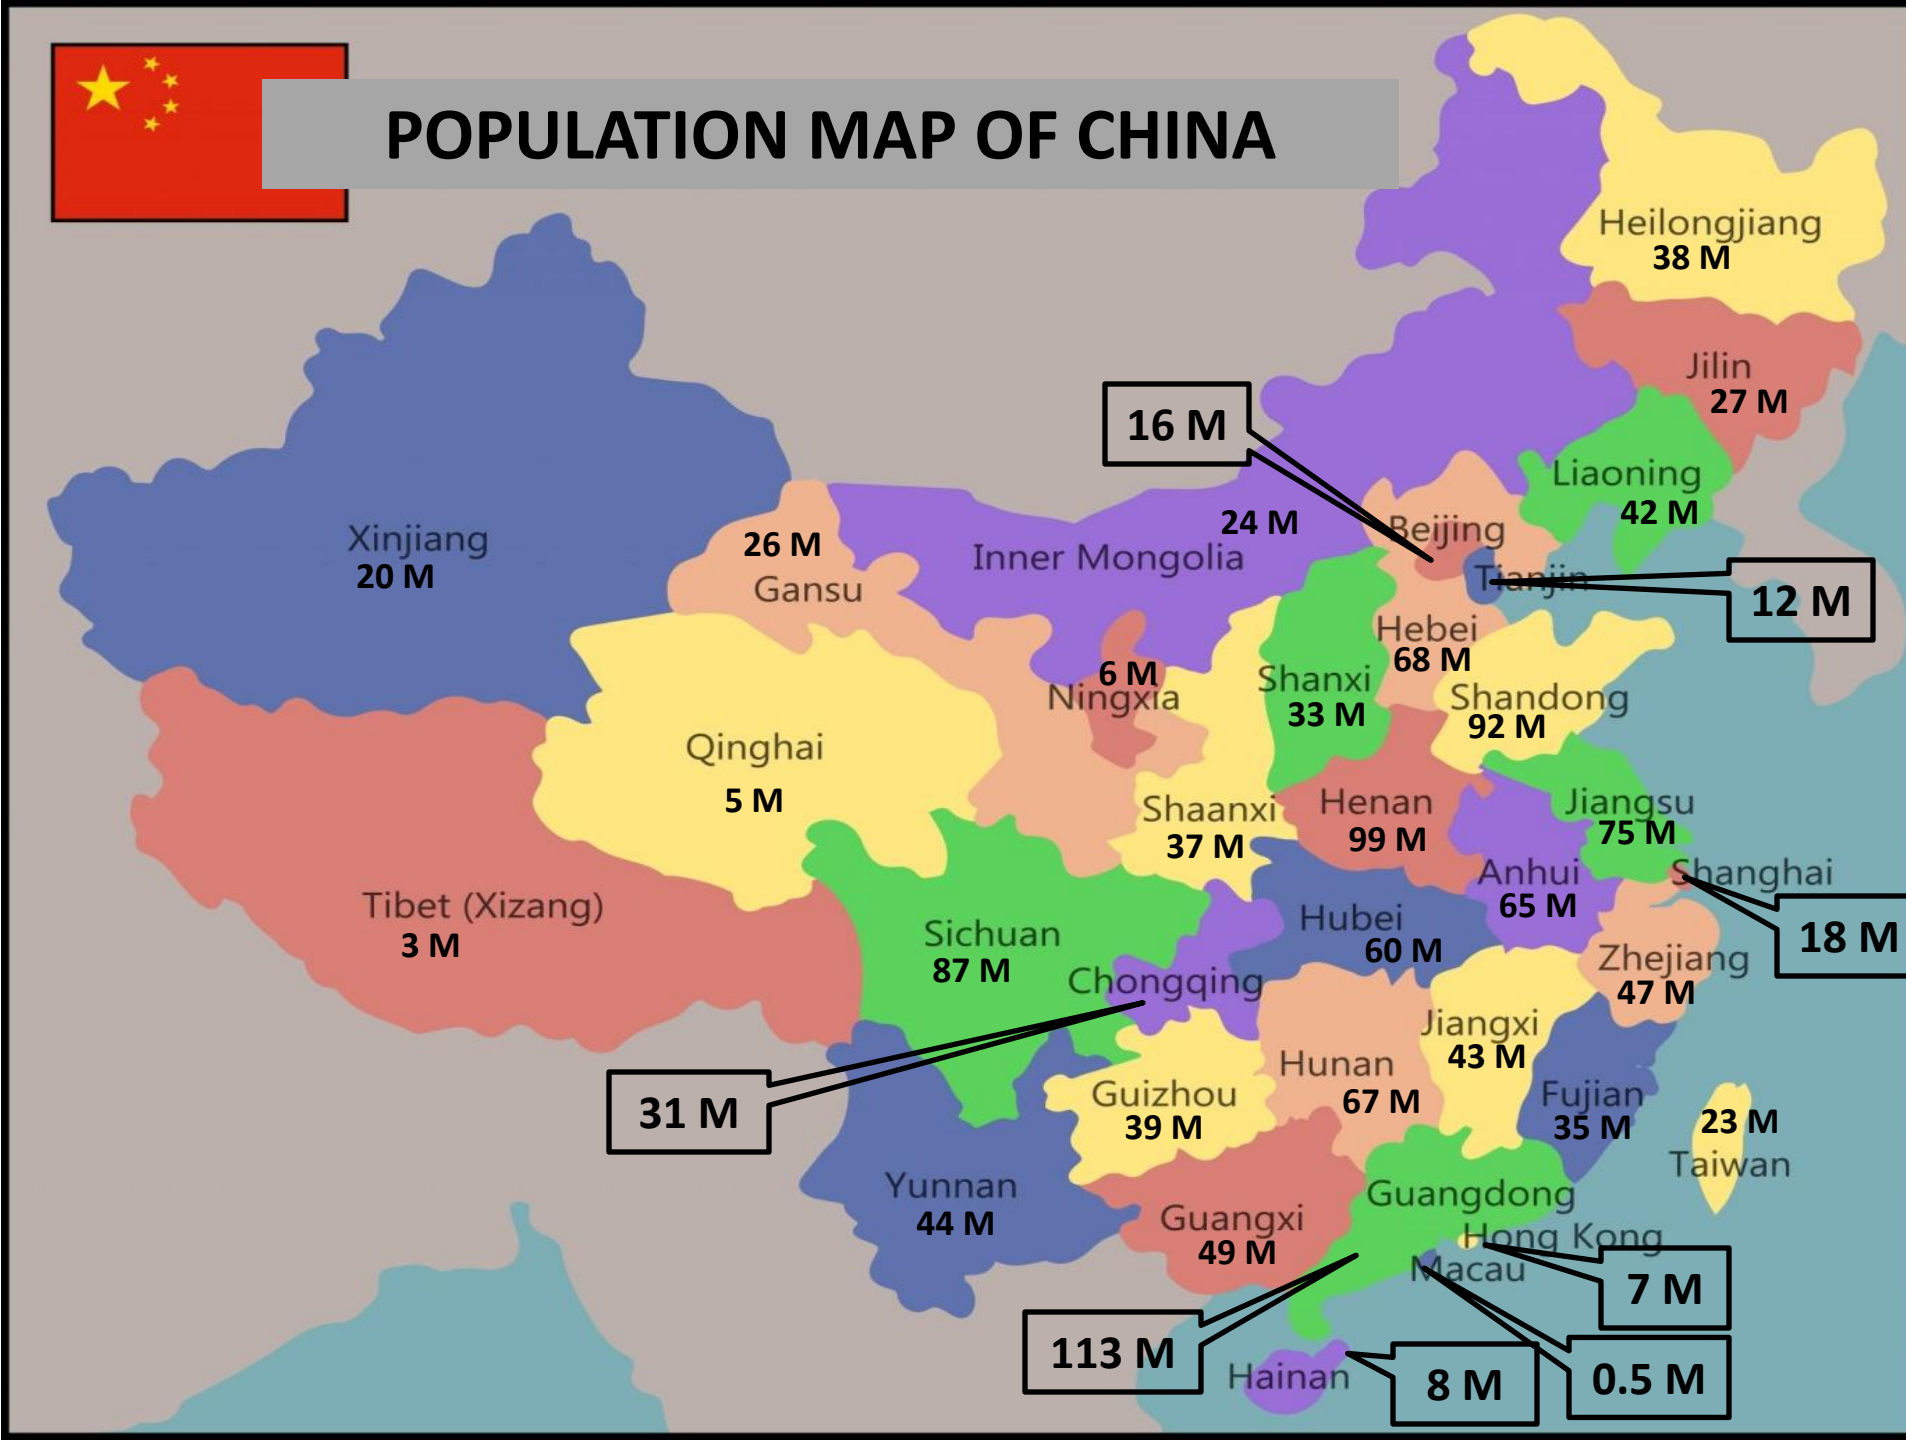 POPULATION MAP OF CHINA
Heilongjiang
38 M
Jilin
27 M
16 M
Liaoning
42 M
Xinjiang
20 M
26 M
Gansu
24 M
Inner Mongolia
Beijing
Tianjin
12 M
Hebei
68 M
6 M
Ningxia
Shanxi
33 M
Shandong
92 M
Qinghai
5 M
Shaanxi
37 M
Henan
99 M
Jiangsu
75 M
Anhui
65 M
Shanghai
18 M
Tibet (Xizang)
3 M
Sichuan
87 M
Chongqing
Hubei
60 M
Zhejiang
47 M
31 M
Guizhou
39 M
Hunan
67 M
Jiangxi
43 M
Fujian
35 M
23 M
Taiwan
Yunnan
44 M
Guangxi
49 M
Guangdong
Hong Kong
Macau
7 M
113 M
Hainan
8 M
0.5 M